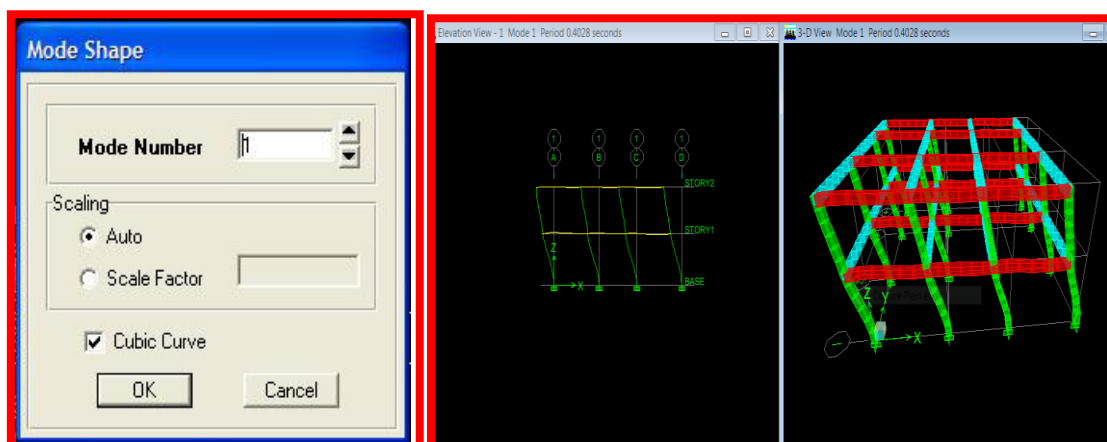 Mode Shape
Mode Number 1
Scaling
Auto
Scale Factor
Cubic Curve
OK Cancel
Elevation View - 1 Mode 1 Period 0.4028 seconds
1 1 1 1
A B C D
STORY2
STORY1
Z
X
BASE
3-D View Mode 1 Period 0.4028 seconds
Z Y
X